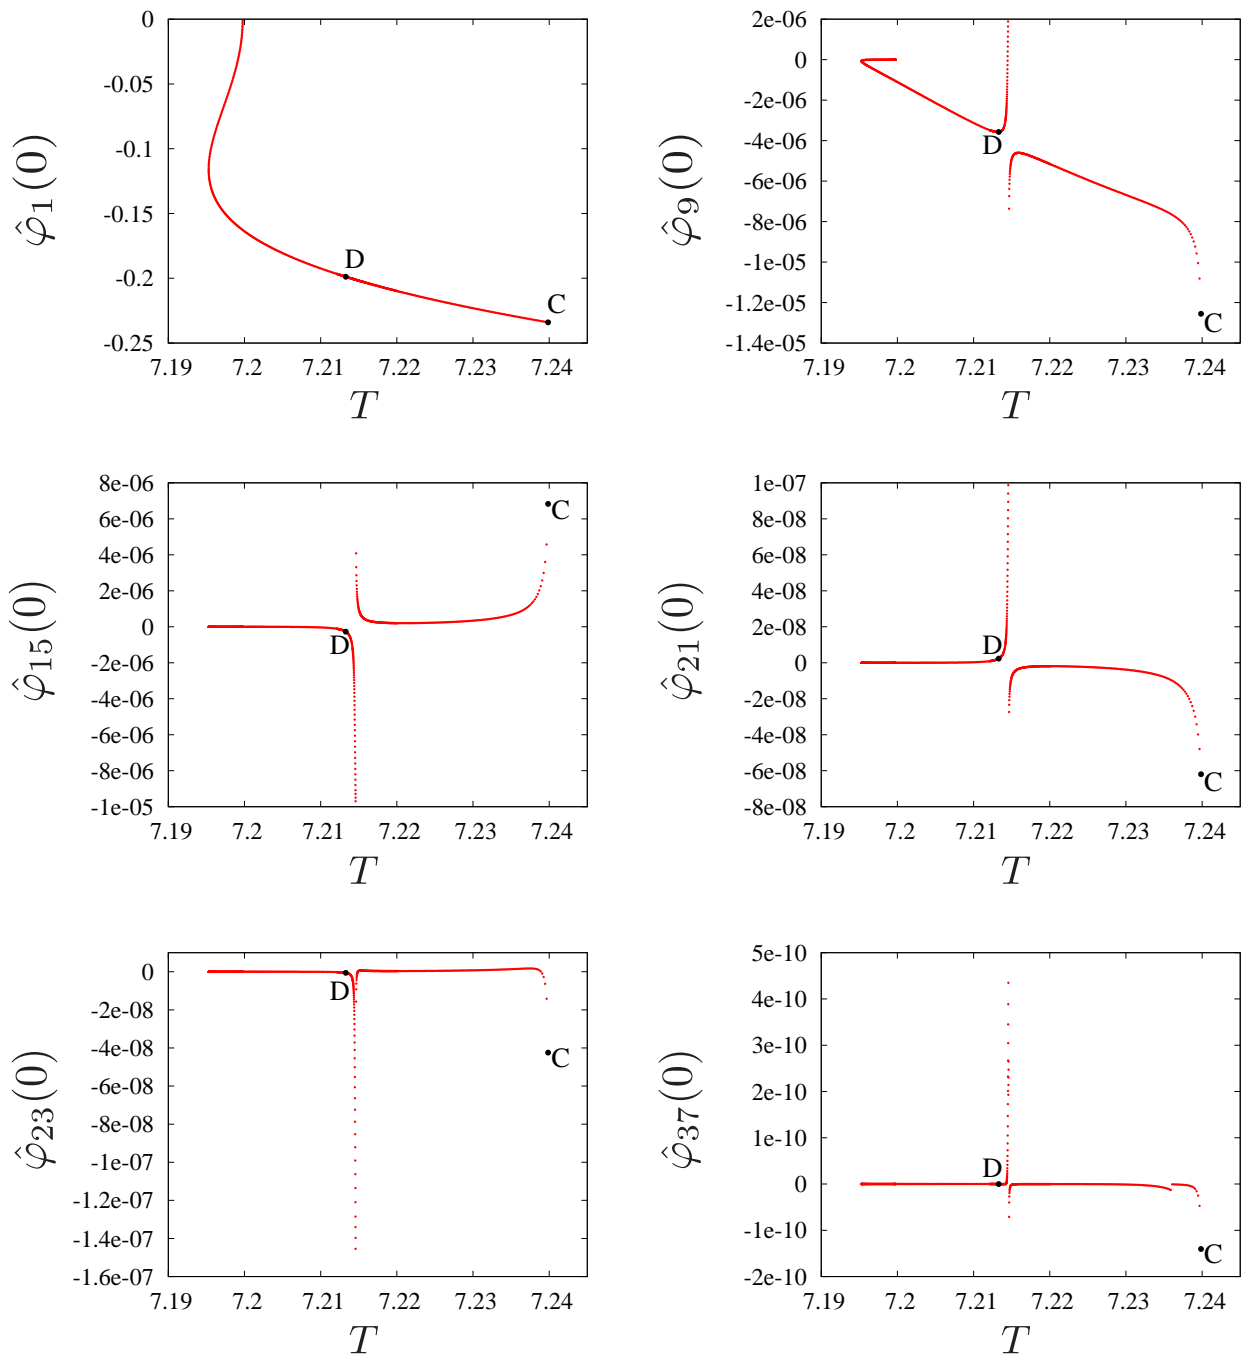 0
-0.05
-0.1
-0.15
-0.2
-0.25
7.19 7.2 7.21 7.22 7.23 7.24
D
C
φ̂₁(0)
T
2e-06
0
-2e-06
-4e-06
-6e-06
-8e-06
-1e-05
-1.2e-05
-1.4e-05
7.19 7.2 7.21 7.22 7.23 7.24
D
C
φ̂₉(0)
T
8e-06
6e-06
4e-06
2e-06
0
-2e-06
-4e-06
-6e-06
-8e-06
-1e-05
7.19 7.2 7.21 7.22 7.23 7.24
C
D
φ̂₁₅(0)
T
1e-07
8e-08
6e-08
4e-08
2e-08
0
-2e-08
-4e-08
-6e-08
-8e-08
7.19 7.2 7.21 7.22 7.23 7.24
D
C
φ̂₂₁(0)
T
0
-2e-08
-4e-08
-6e-08
-8e-08
-1e-07
-1.2e-07
-1.4e-07
-1.6e-07
7.19 7.2 7.21 7.22 7.23 7.24
D
C
φ̂₂₃(0)
T
5e-10
4e-10
3e-10
2e-10
1e-10
0
-1e-10
-2e-10
7.19 7.2 7.21 7.22 7.23 7.24
D
C
φ̂₃₇(0)
T